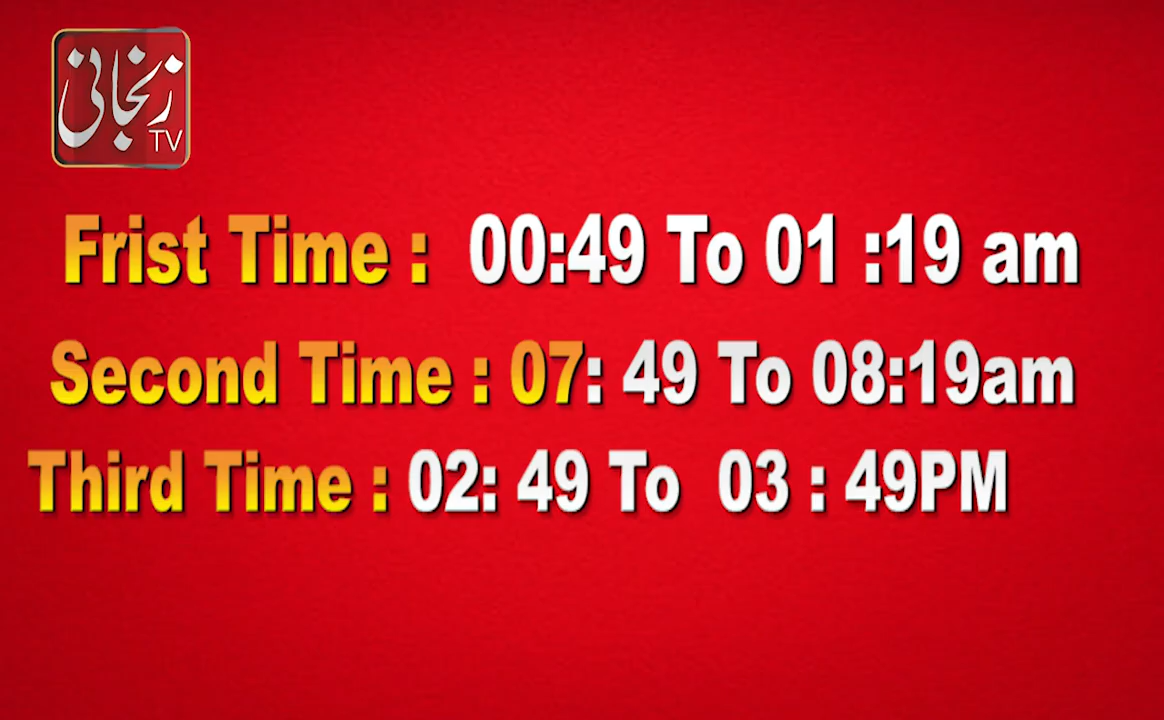 زنجانی
TV
Frist Time : 00:49 To 01 :19 am
Second Time : 07: 49 To 08:19am
Third Time : 02: 49 To 03 : 49PM